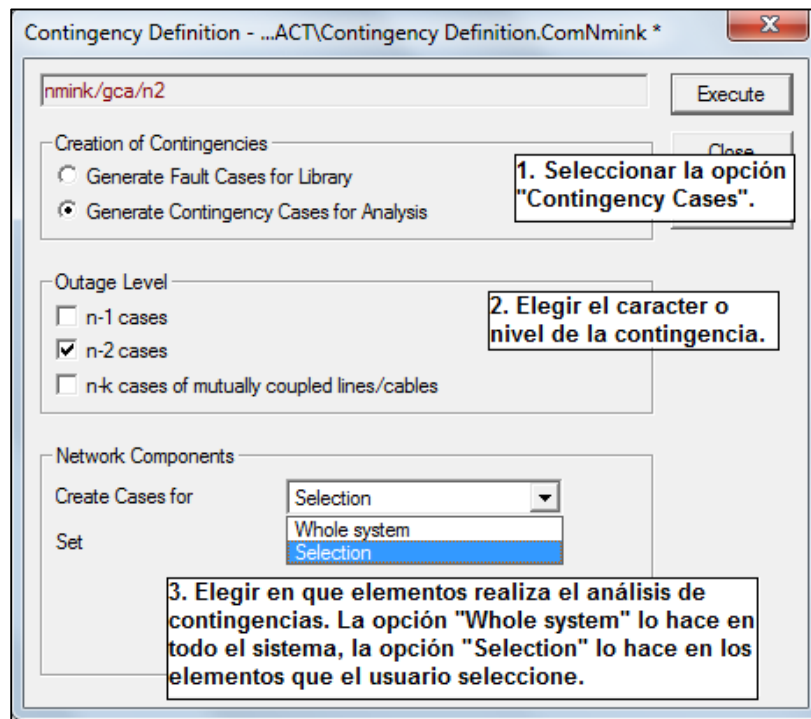 Contingency Definition - ...ACT\Contingency Definition.ComNmink *
nmink/gca/n2
Execute
Creation of Contingencies
Close
Generate Fault Cases for Library
Generate Contingency Cases for Analysis
1. Seleccionar la opción
"Contingency Cases".
Outage Level
n-1 cases
n-2 cases
n-k cases of mutually coupled lines/cables
2. Elegir el caracter o
nivel de la contingencia.
Network Components
Create Cases for
Selection
Whole system
Selection
Set
3. Elegir en que elementos realiza el análisis de
contingencias. La opción "Whole system" lo hace en
todo el sistema, la opción "Selection" lo hace en los
elementos que el usuario seleccione.